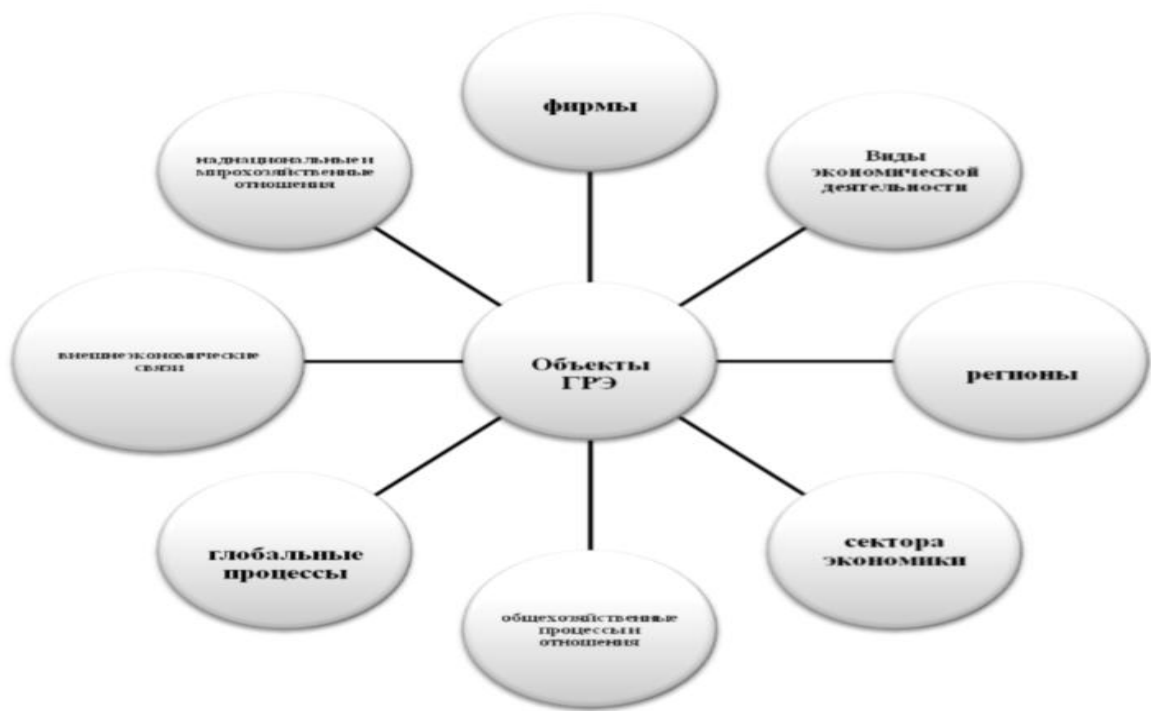 фирмы
Виды
экономической
деятельности
регионы
сектора
экономики
общехозяйственные
процессы и
отношения
глобальные
процессы
внешнеэкономические
связи
наднациональные и
мирохозяйственные
отношения
Объекты
ГРЭ